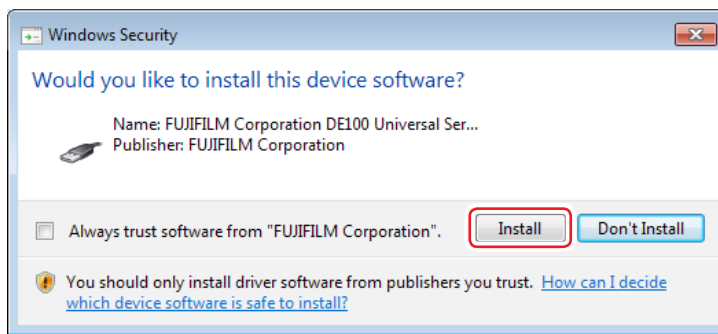 Windows Security
Would you like to install this device software?
Name: FUJIFILM Corporation DE100 Universal Ser...
Publisher: FUJIFILM Corporation
Always trust software from "FUJIFILM Corporation".
Install
Don't Install
You should only install driver software from publishers you trust. How can I decide
which device software is safe to install?